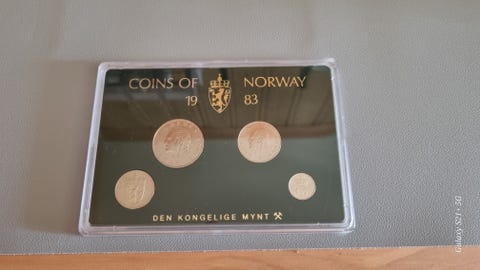 COINS OF NORWAY
19 83
DEN KONGELIGE MYNT
Galaxy S21+ 5G